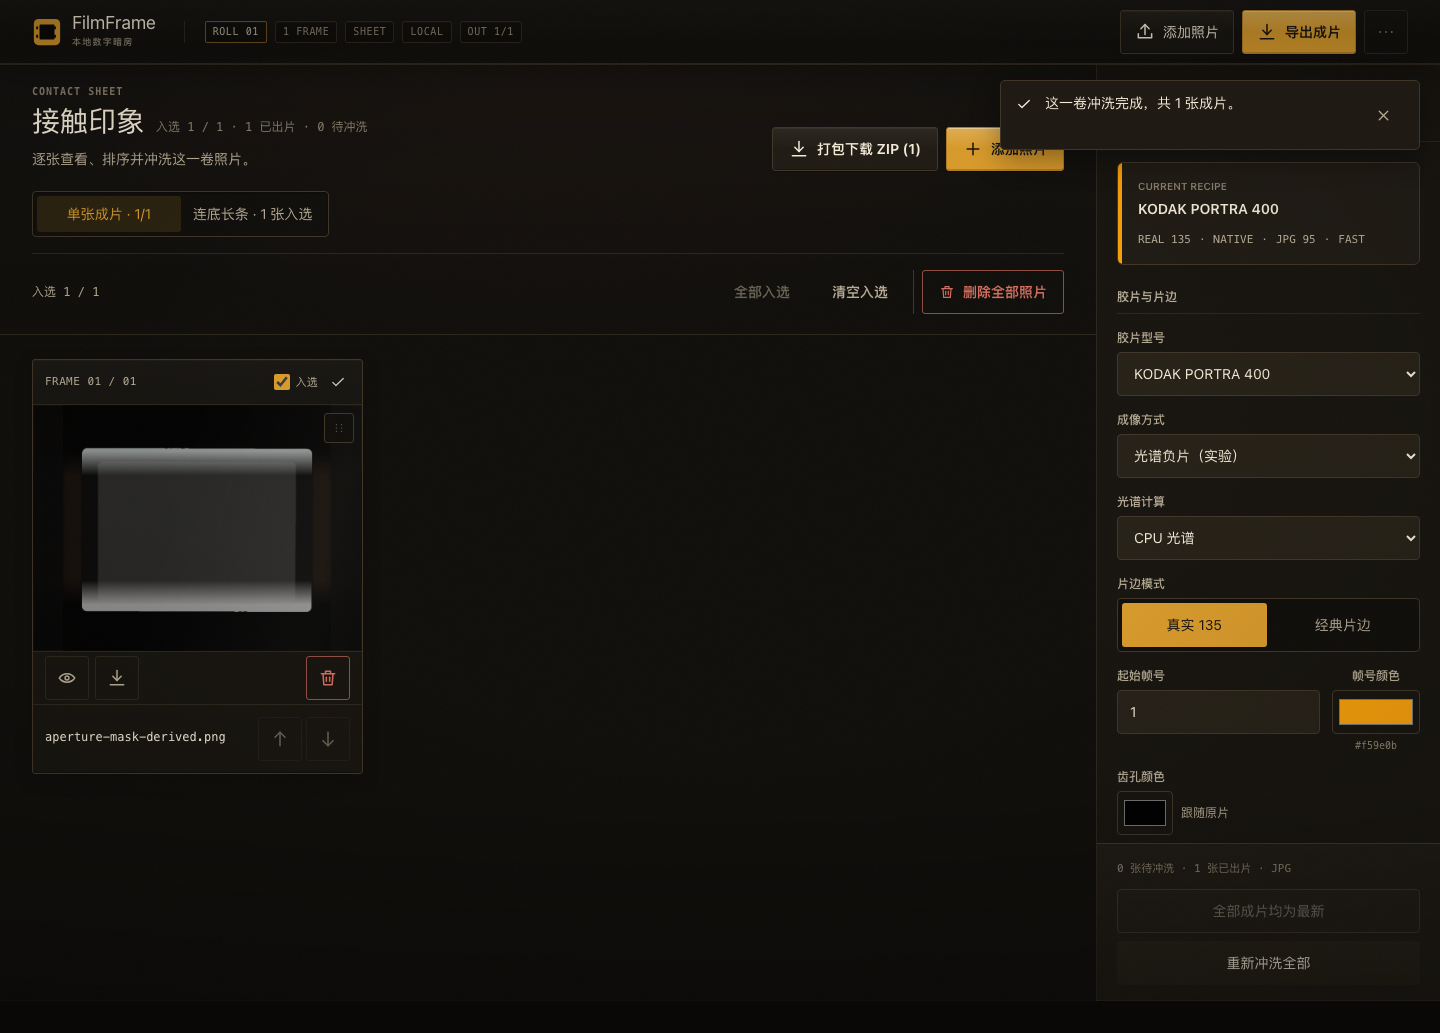 FilmFrame
本地数字暗房
ROLL 01
1 FRAME
SHEET
LOCAL
OUT 1/1
添加照片
导出成片
···
这一卷冲洗完成，共 1 张成片。
CONTACT SHEET
接触印象
入选 1 / 1 · 1 已出片 · 0 待冲洗
逐张查看、排序并冲洗这一卷照片。
打包下载 ZIP (1)
添加照片
单张成片 · 1/1
连底长条 · 1 张入选
入选 1 / 1
全部入选
清空入选
删除全部照片
FRAME 01 / 01
入选
aperture-mask-derived.png
CURRENT RECIPE
KODAK PORTRA 400
REAL 135 · NATIVE · JPG 95 · FAST
胶片与片边
胶片型号
KODAK PORTRA 400
成像方式
光谱负片（实验）
光谱计算
CPU 光谱
片边模式
真实 135
经典片边
起始帧号
帧号颜色
1
#f59e0b
齿孔颜色
跟随原片
0 张待冲洗 · 1 张已出片 · JPG
全部成片均为最新
重新冲洗全部